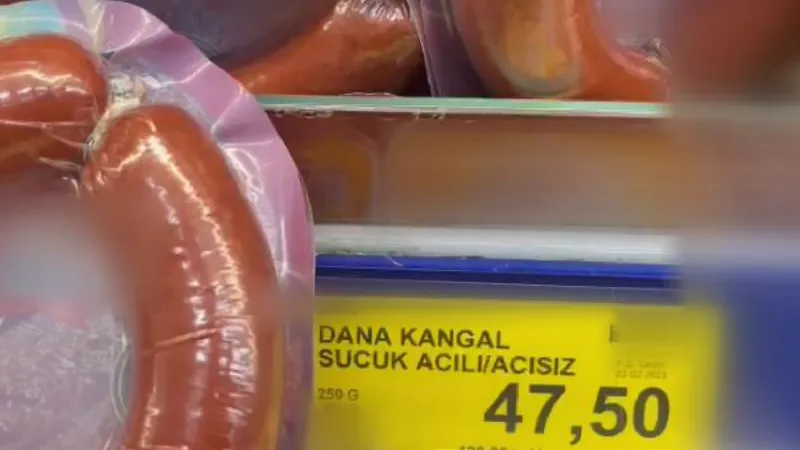 DANA KANGAL
SUCUK ACILI/ACISIZ
250 G
47,50